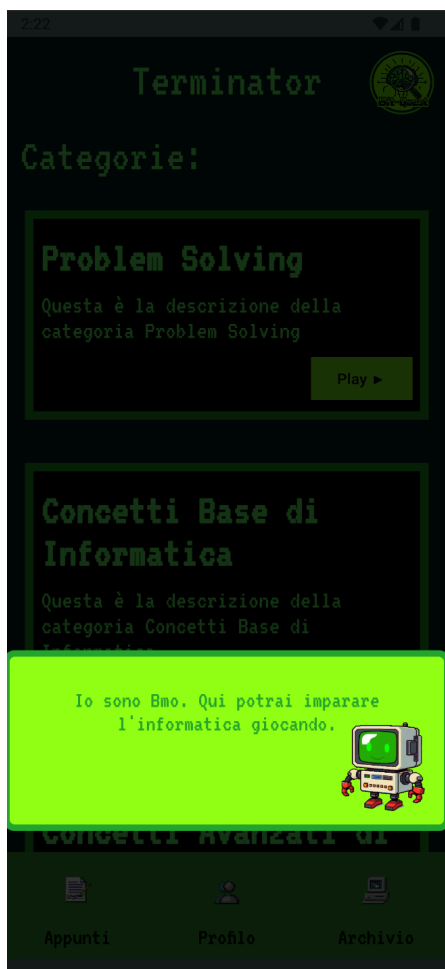 2:22
Terminator
Categorie:
Problem Solving
Questa è la descrizione della
categoria Problem Solving
Play ►
Concetti Base di
Informatica
Questa è la descrizione della
categoria Concetti Base di
Informatica
Io sono Bmo. Qui potrai imparare
l'informatica giocando.
Concetti Avanzati di
Appunti
Profilo
Archivio